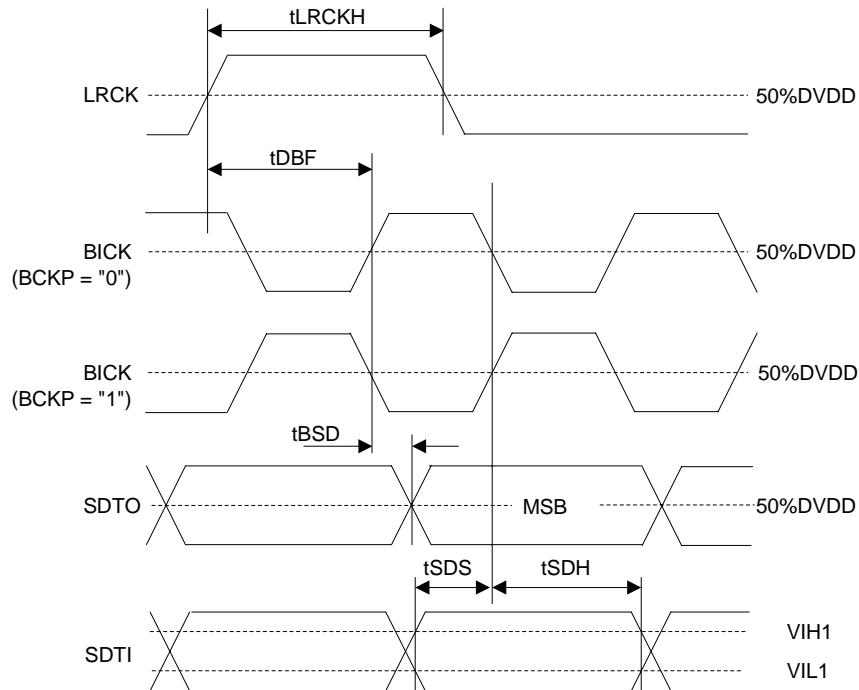 tLRCKH
LRCK 50%DVDD
tDBF
BICK 50%DVDD
(BCKP = "0")
BICK 50%DVDD
(BCKP = "1")
tBSD
SDTO MSB 50%DVDD
tSDS tSDH
VIH1
SDTI
VIL1